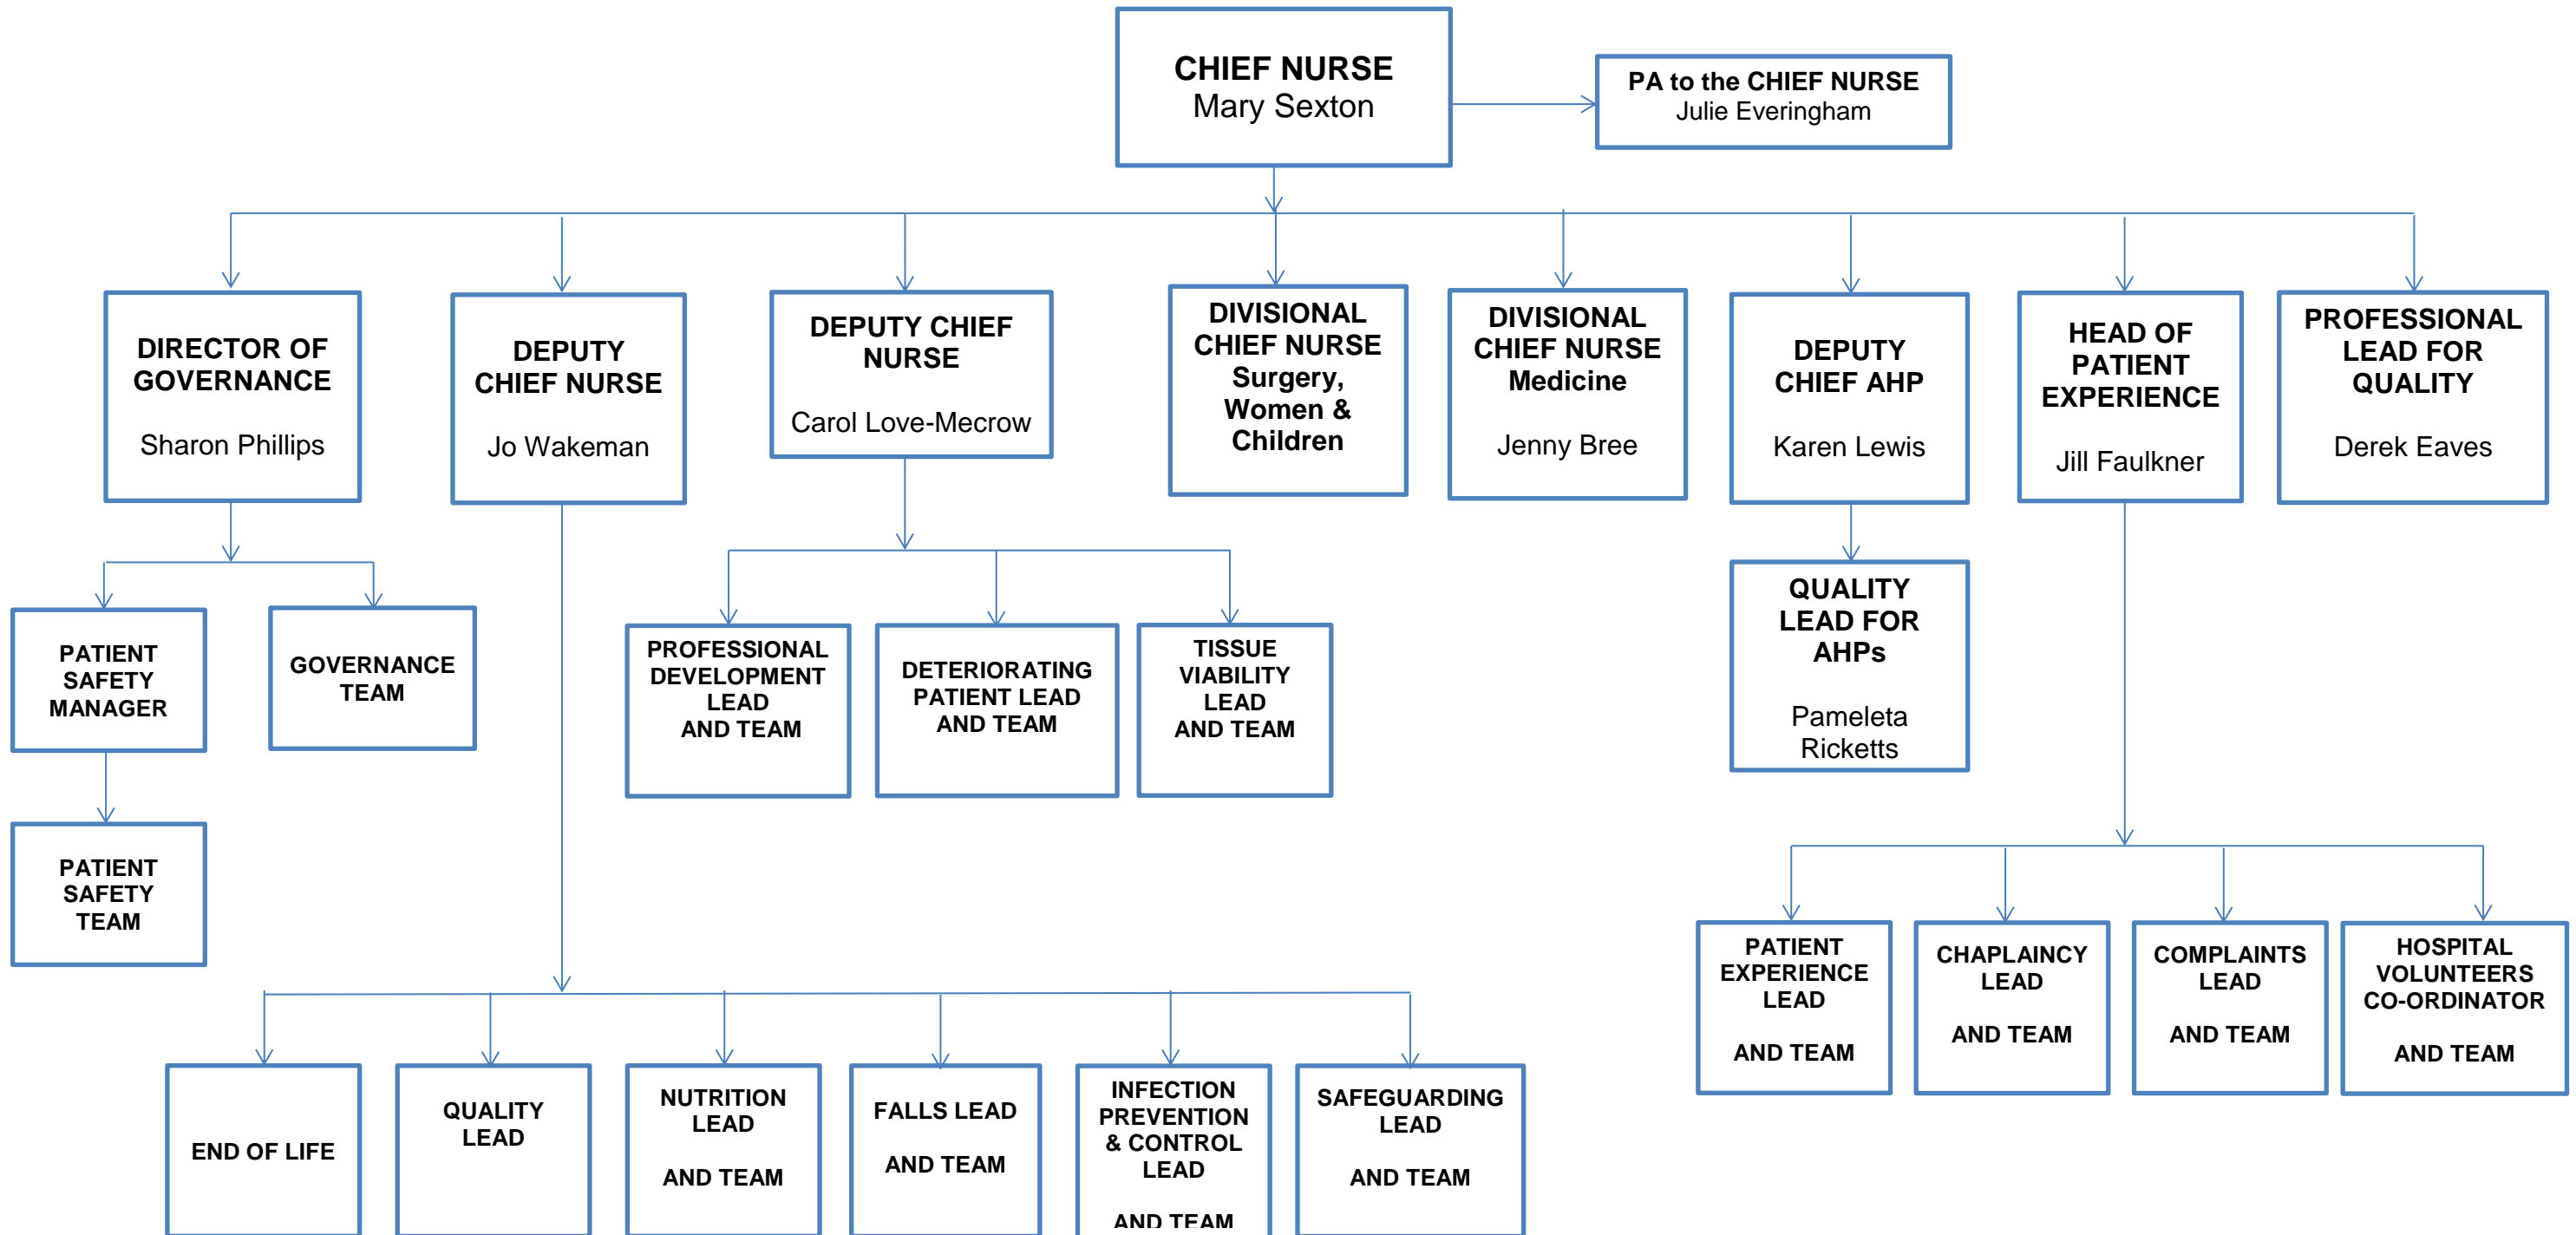 CHIEF NURSE
Mary Sexton
PA to the CHIEF NURSE
Julie Everingham
DIRECTOR OF
GOVERNANCE
Sharon Phillips
DEPUTY
CHIEF NURSE
Jo Wakeman
DEPUTY CHIEF
NURSE
Carol Love-Mecrow
DIVISIONAL
CHIEF NURSE
Surgery,
Women &
Children
DIVISIONAL
CHIEF NURSE
Medicine
Jenny Bree
DEPUTY
CHIEF AHP
Karen Lewis
HEAD OF
PATIENT
EXPERIENCE
Jill Faulkner
PROFESSIONAL
LEAD FOR
QUALITY
Derek Eaves
PATIENT
SAFETY
MANAGER
GOVERNANCE
TEAM
PROFESSIONAL
DEVELOPMENT
LEAD
AND TEAM
DETERIORATING
PATIENT LEAD
AND TEAM
TISSUE
VIABILITY
LEAD
AND TEAM
QUALITY
LEAD FOR
AHPs
Pameleta
Ricketts
PATIENT
SAFETY
TEAM
PATIENT
EXPERIENCE
LEAD
AND TEAM
CHAPLAINCY
LEAD
AND TEAM
COMPLAINTS
LEAD
AND TEAM
HOSPITAL
VOLUNTEERS
CO-ORDINATOR
AND TEAM
END OF LIFE
QUALITY
LEAD
NUTRITION
LEAD
AND TEAM
FALLS LEAD
AND TEAM
INFECTION
PREVENTION
& CONTROL
LEAD
AND TEAM
SAFEGUARDING
LEAD
AND TEAM